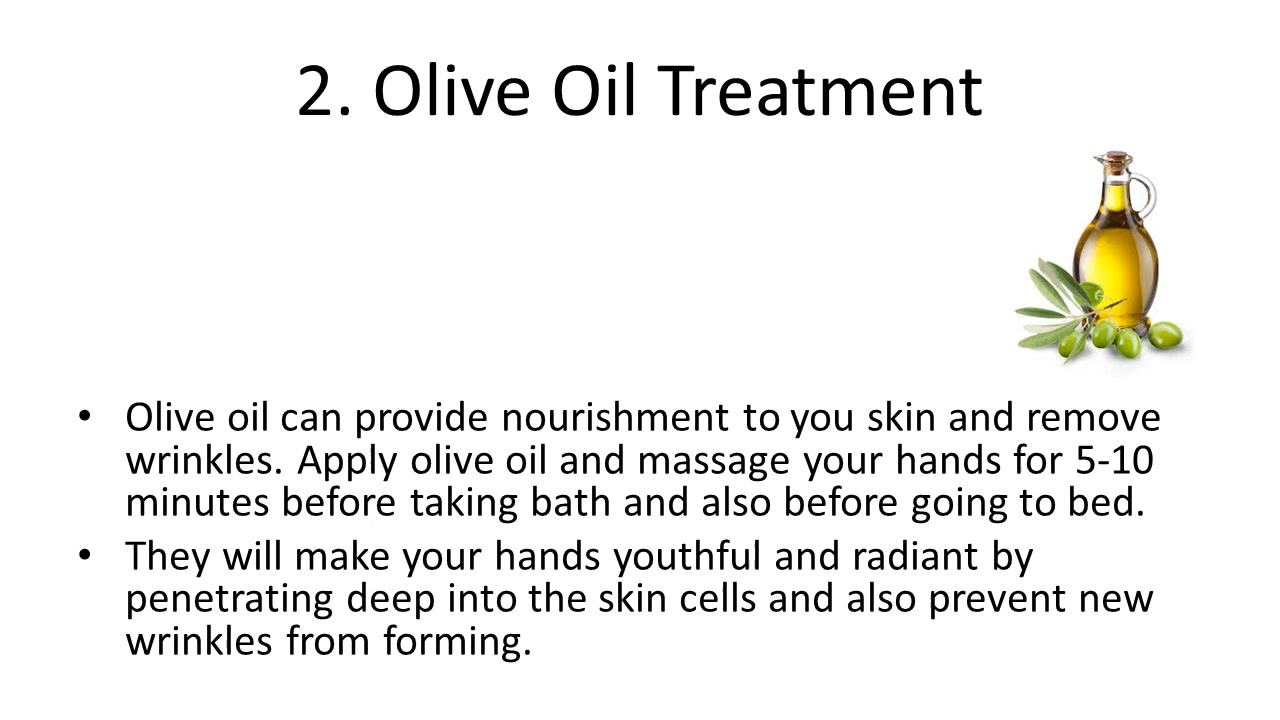 2. Olive Oil Treatment
• Olive oil can provide nourishment to you skin and remove
wrinkles. Apply olive oil and massage your hands for 5-10
minutes before taking bath and also before going to bed.
• They will make your hands youthful and radiant by
penetrating deep into the skin cells and also prevent new
wrinkles from forming.